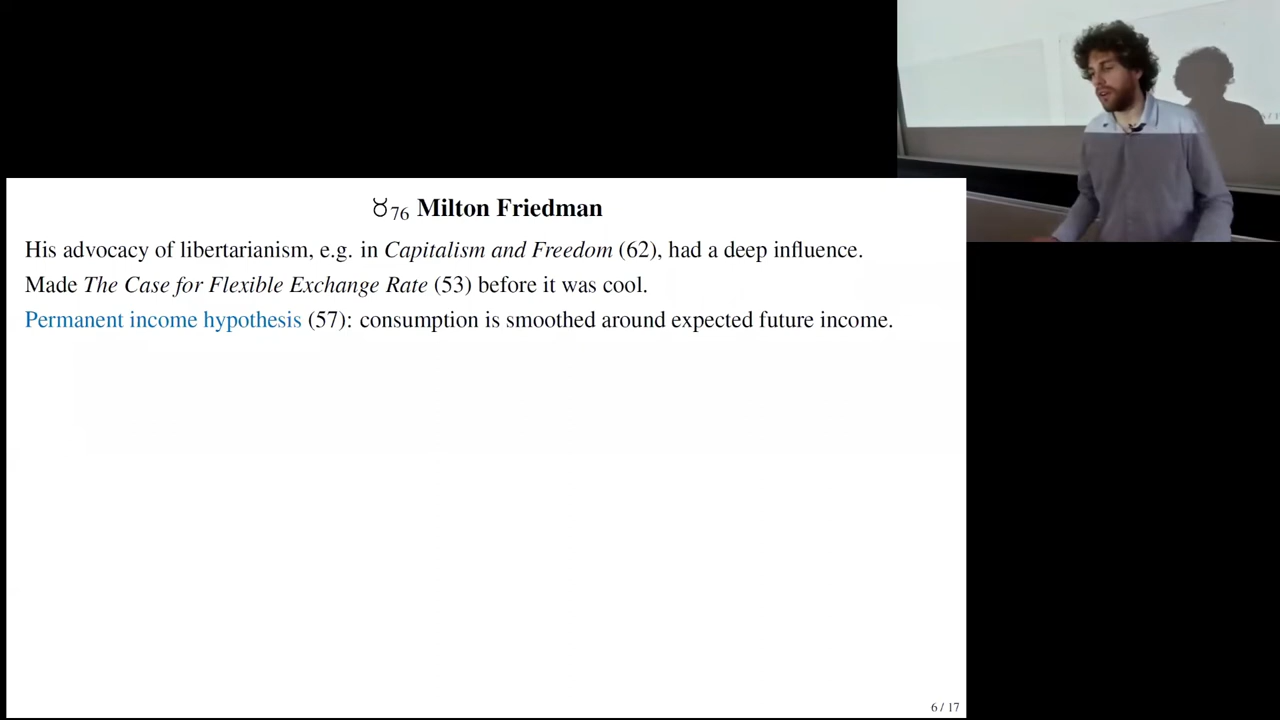 ♉76 Milton Friedman
His advocacy of libertarianism, e.g. in Capitalism and Freedom (62), had a deep influence.
Made The Case for Flexible Exchange Rate (53) before it was cool.
Permanent income hypothesis (57): consumption is smoothed around expected future income.
6 / 17